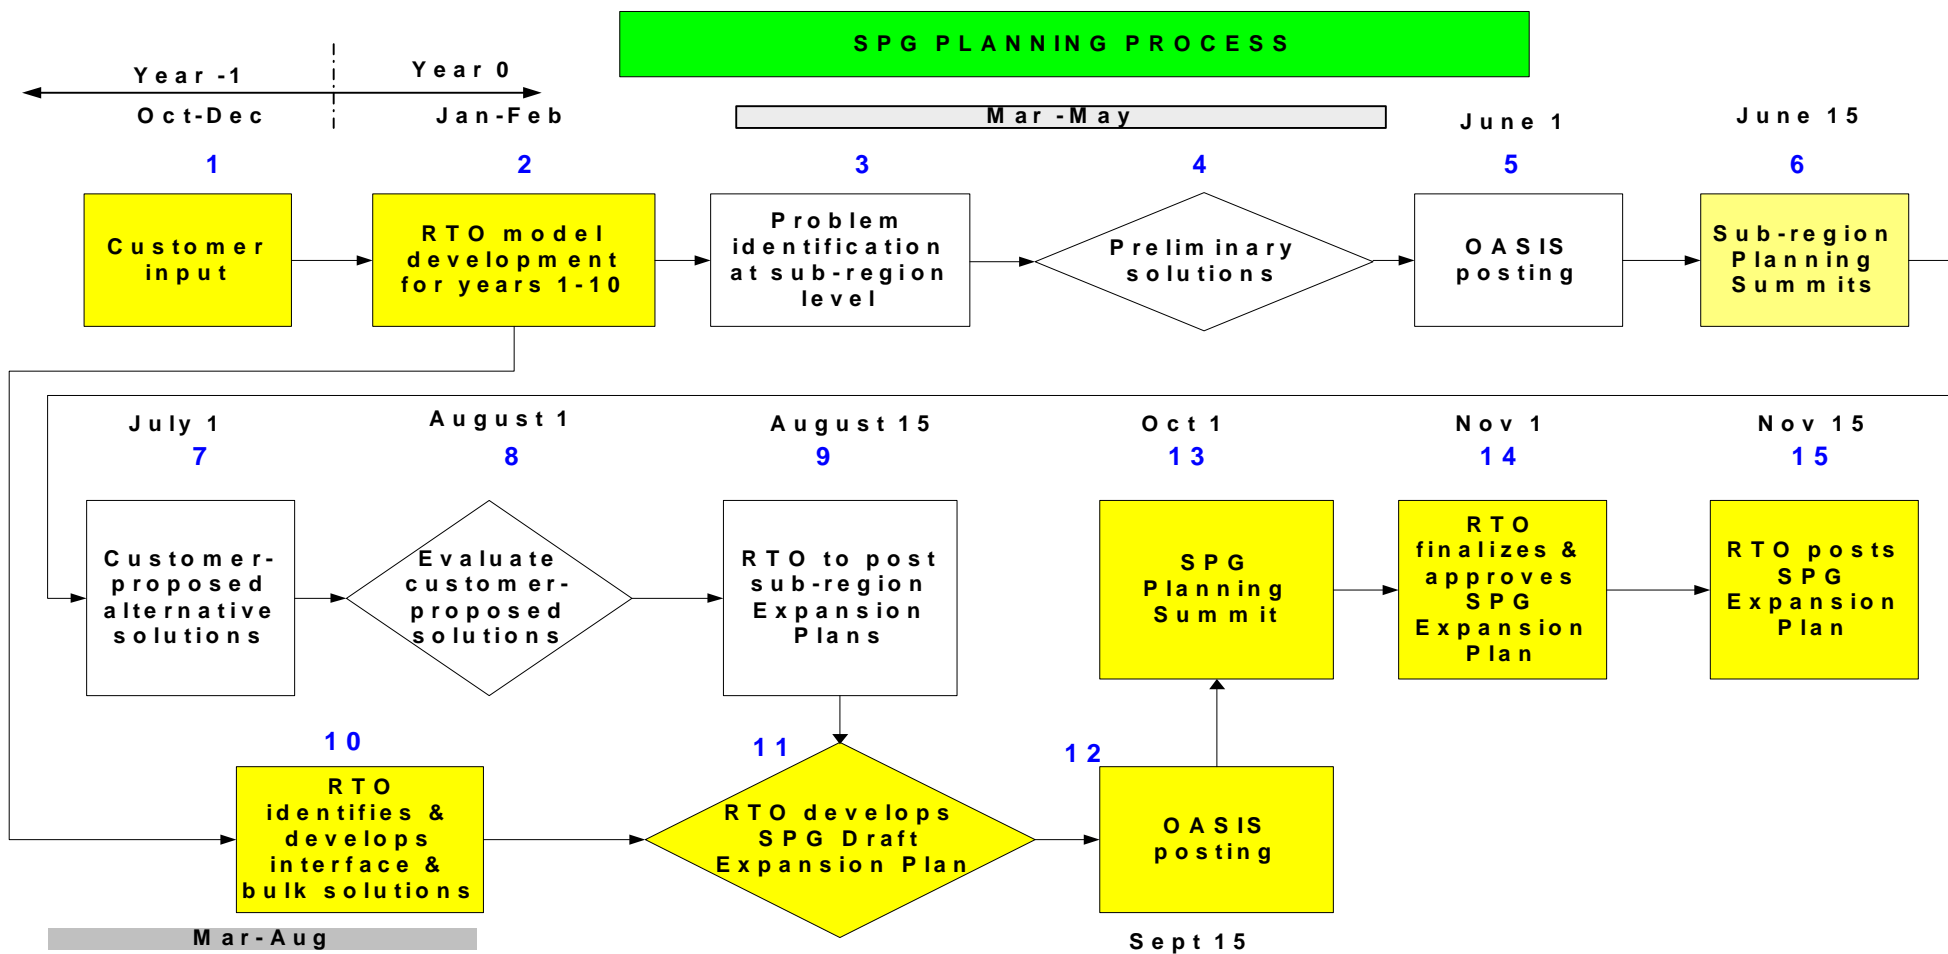 SPG PLANNING PROCESS
Year -1
Year 0
Oct-Dec
Jan-Feb
Mar -May
June 1
June 15
1
2
3
4
5
6
Customer
input
RTO model
development
for years 1-10
Problem
identification
at sub-region
level
Preliminary
solutions
OASIS
posting
Sub-region
Planning
Summits
July 1
August 1
August 15
Oct 1
Nov 1
Nov 15
7
8
9
13
14
15
Customer-
proposed
alternative
solutions
Evaluate
customer-
proposed
solutions
RTO to post
sub-region
Expansion
Plans
SPG
Planning
Summit
RTO
finalizes &
approves
SPG
Expansion
Plan
RTO posts
SPG
Expansion
Plan
10
11
12
RTO
identifies &
develops
interface &
bulk solutions
RTO develops
SPG Draft
Expansion Plan
OASIS
posting
Mar-Aug
Sept 15